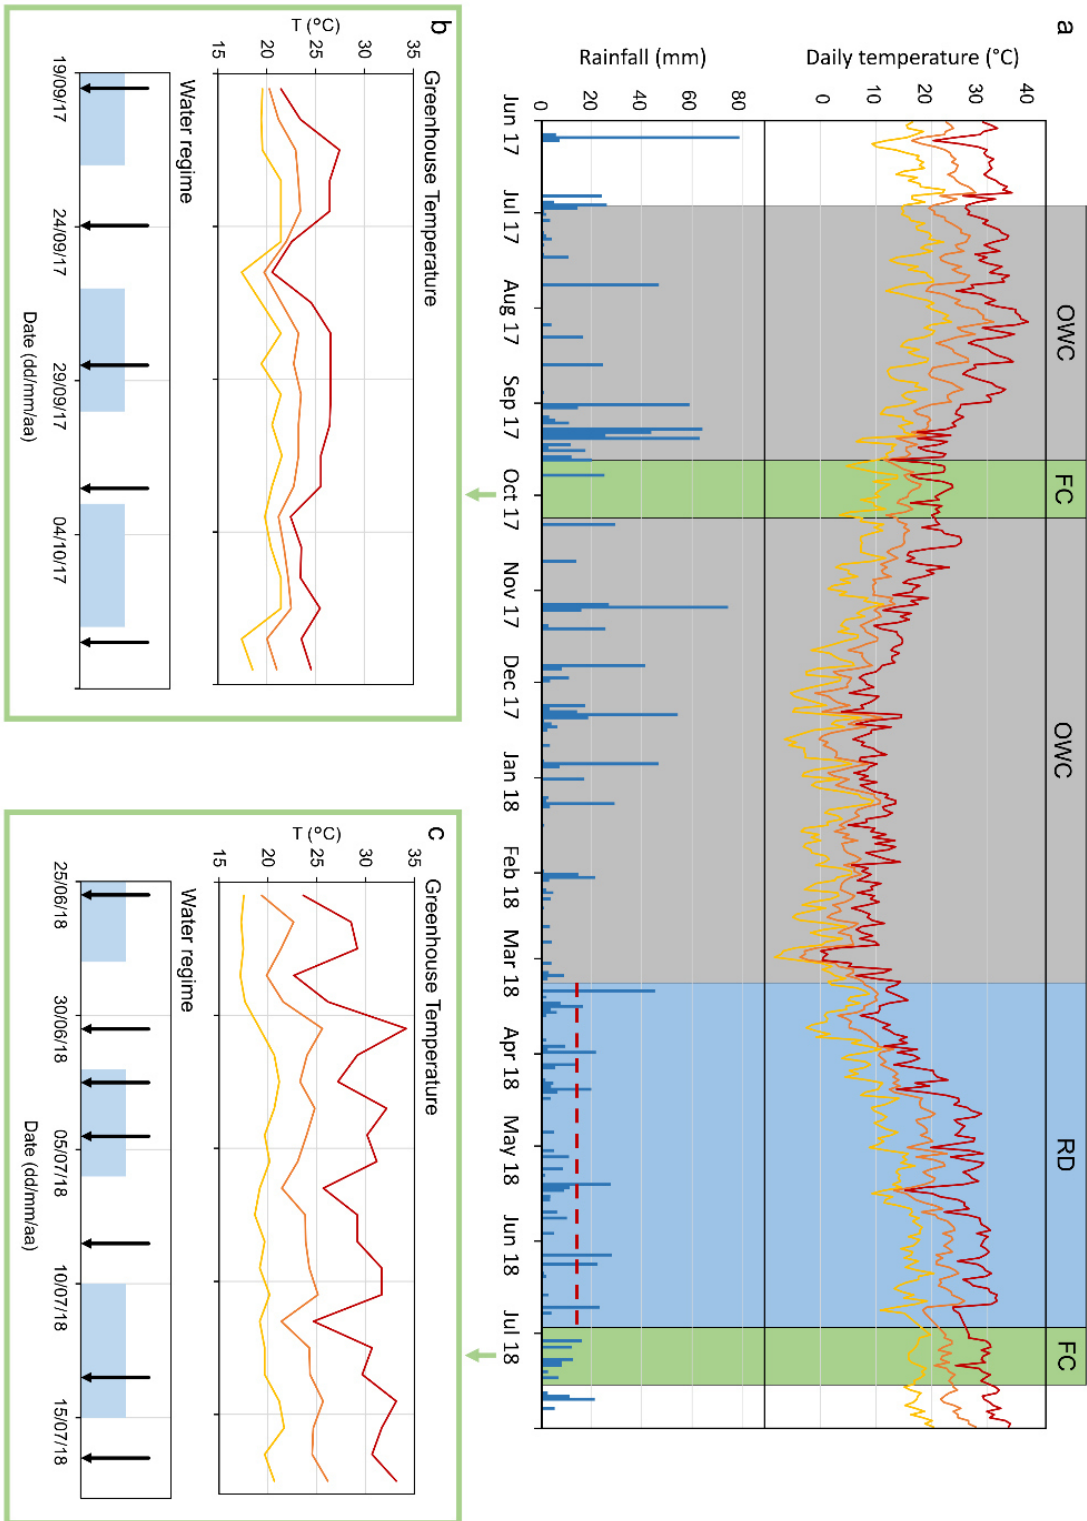 a
OWC
FC
OWC
RD
FC
Daily temperature (°C)
40
30
20
10
0
Rainfall (mm)
80
60
40
20
0
Jun 17
Jul 17
Aug 17
Sep 17
Oct 17
Nov 17
Dec 17
Jan 18
Feb 18
Mar 18
Apr 18
May 18
Jun 18
Jul 18
b
Greenhouse Temperature
T (°C)
35
30
25
20
15
Water regime
19/09/17
24/09/17
29/09/17
04/10/17
Date (dd/mm/aa)
c
Greenhouse Temperature
T (°C)
35
30
25
20
15
Water regime
25/06/18
30/06/18
05/07/18
10/07/18
15/07/18
Date (dd/mm/aa)